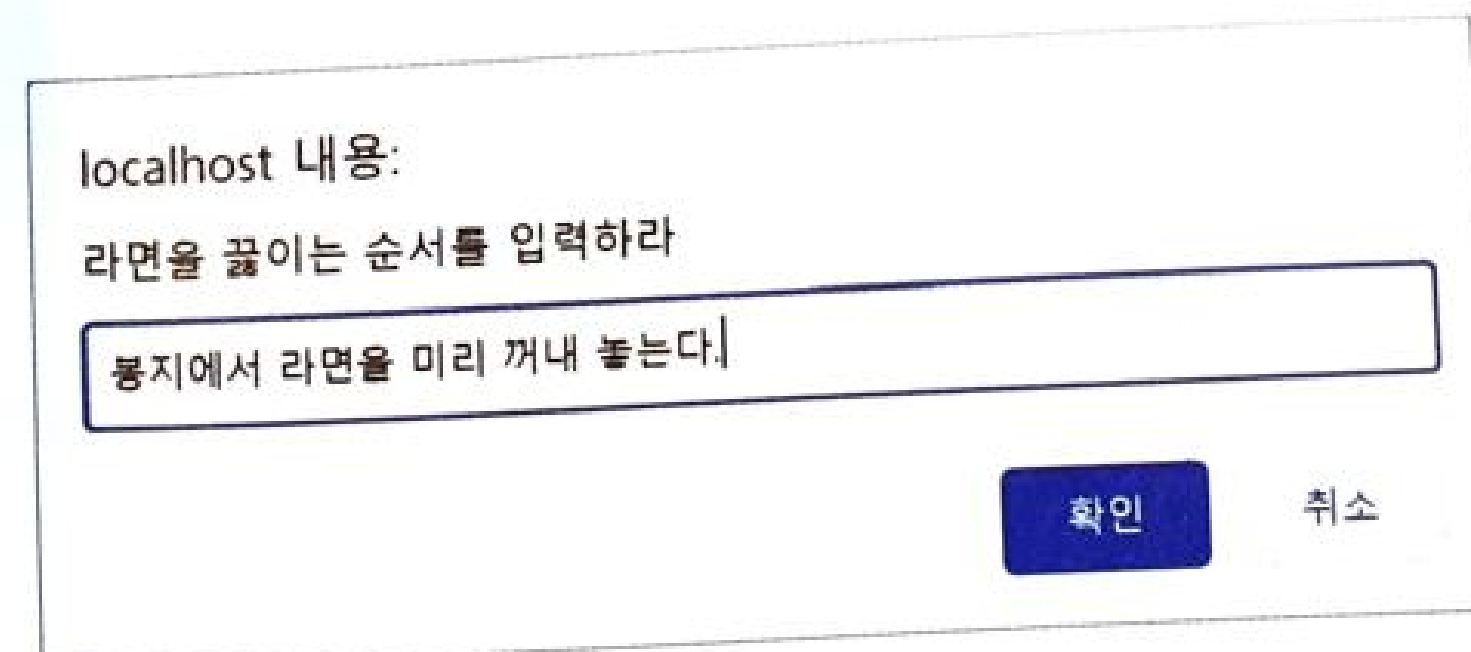 localhost 내용:
라면을 끓이는 순서를 입력하라
봉지에서 라면을 미리 꺼내 놓는다.
확인 취소